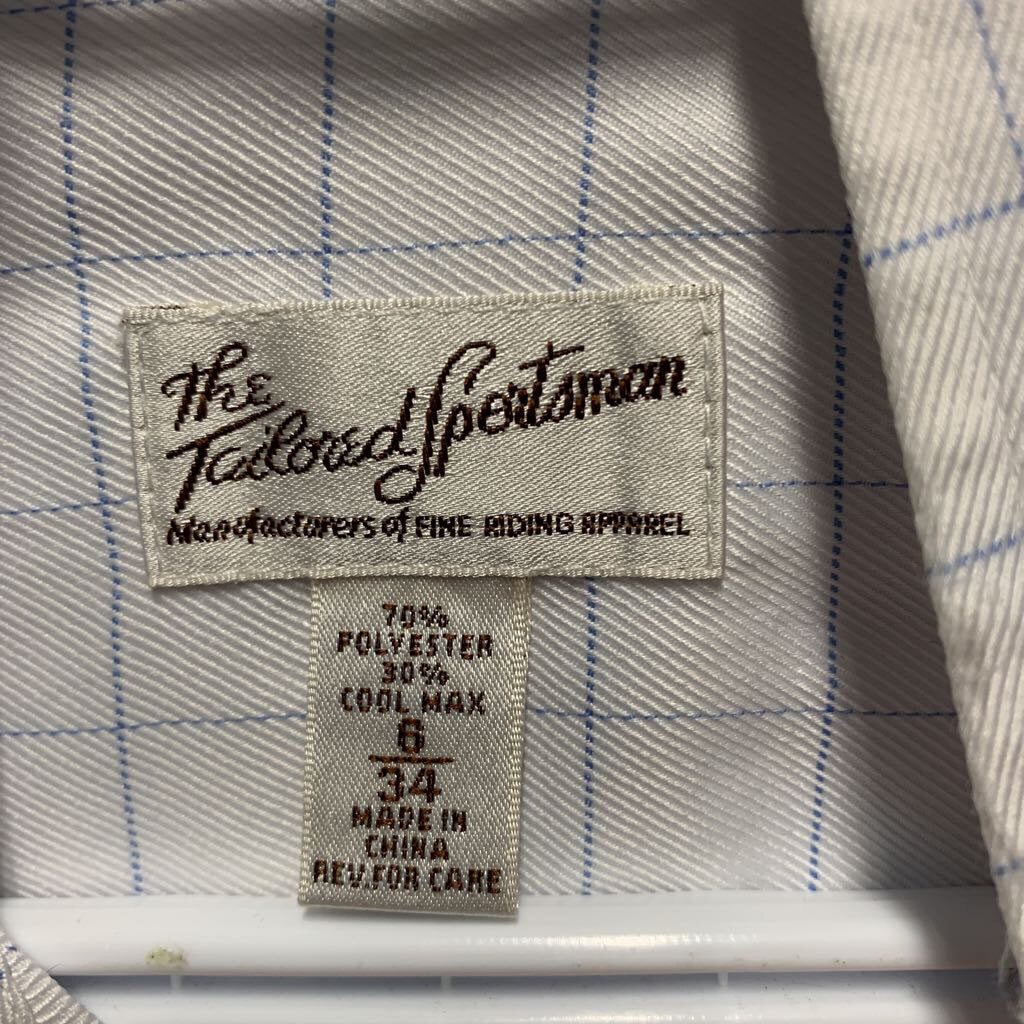 The
Tailored Sportsman
Manufacturers of FINE RIDING APPAREL
70%
POLYESTER
30%
COOL MAX
6
34
MADE IN
CHINA
REV.FOR CARE